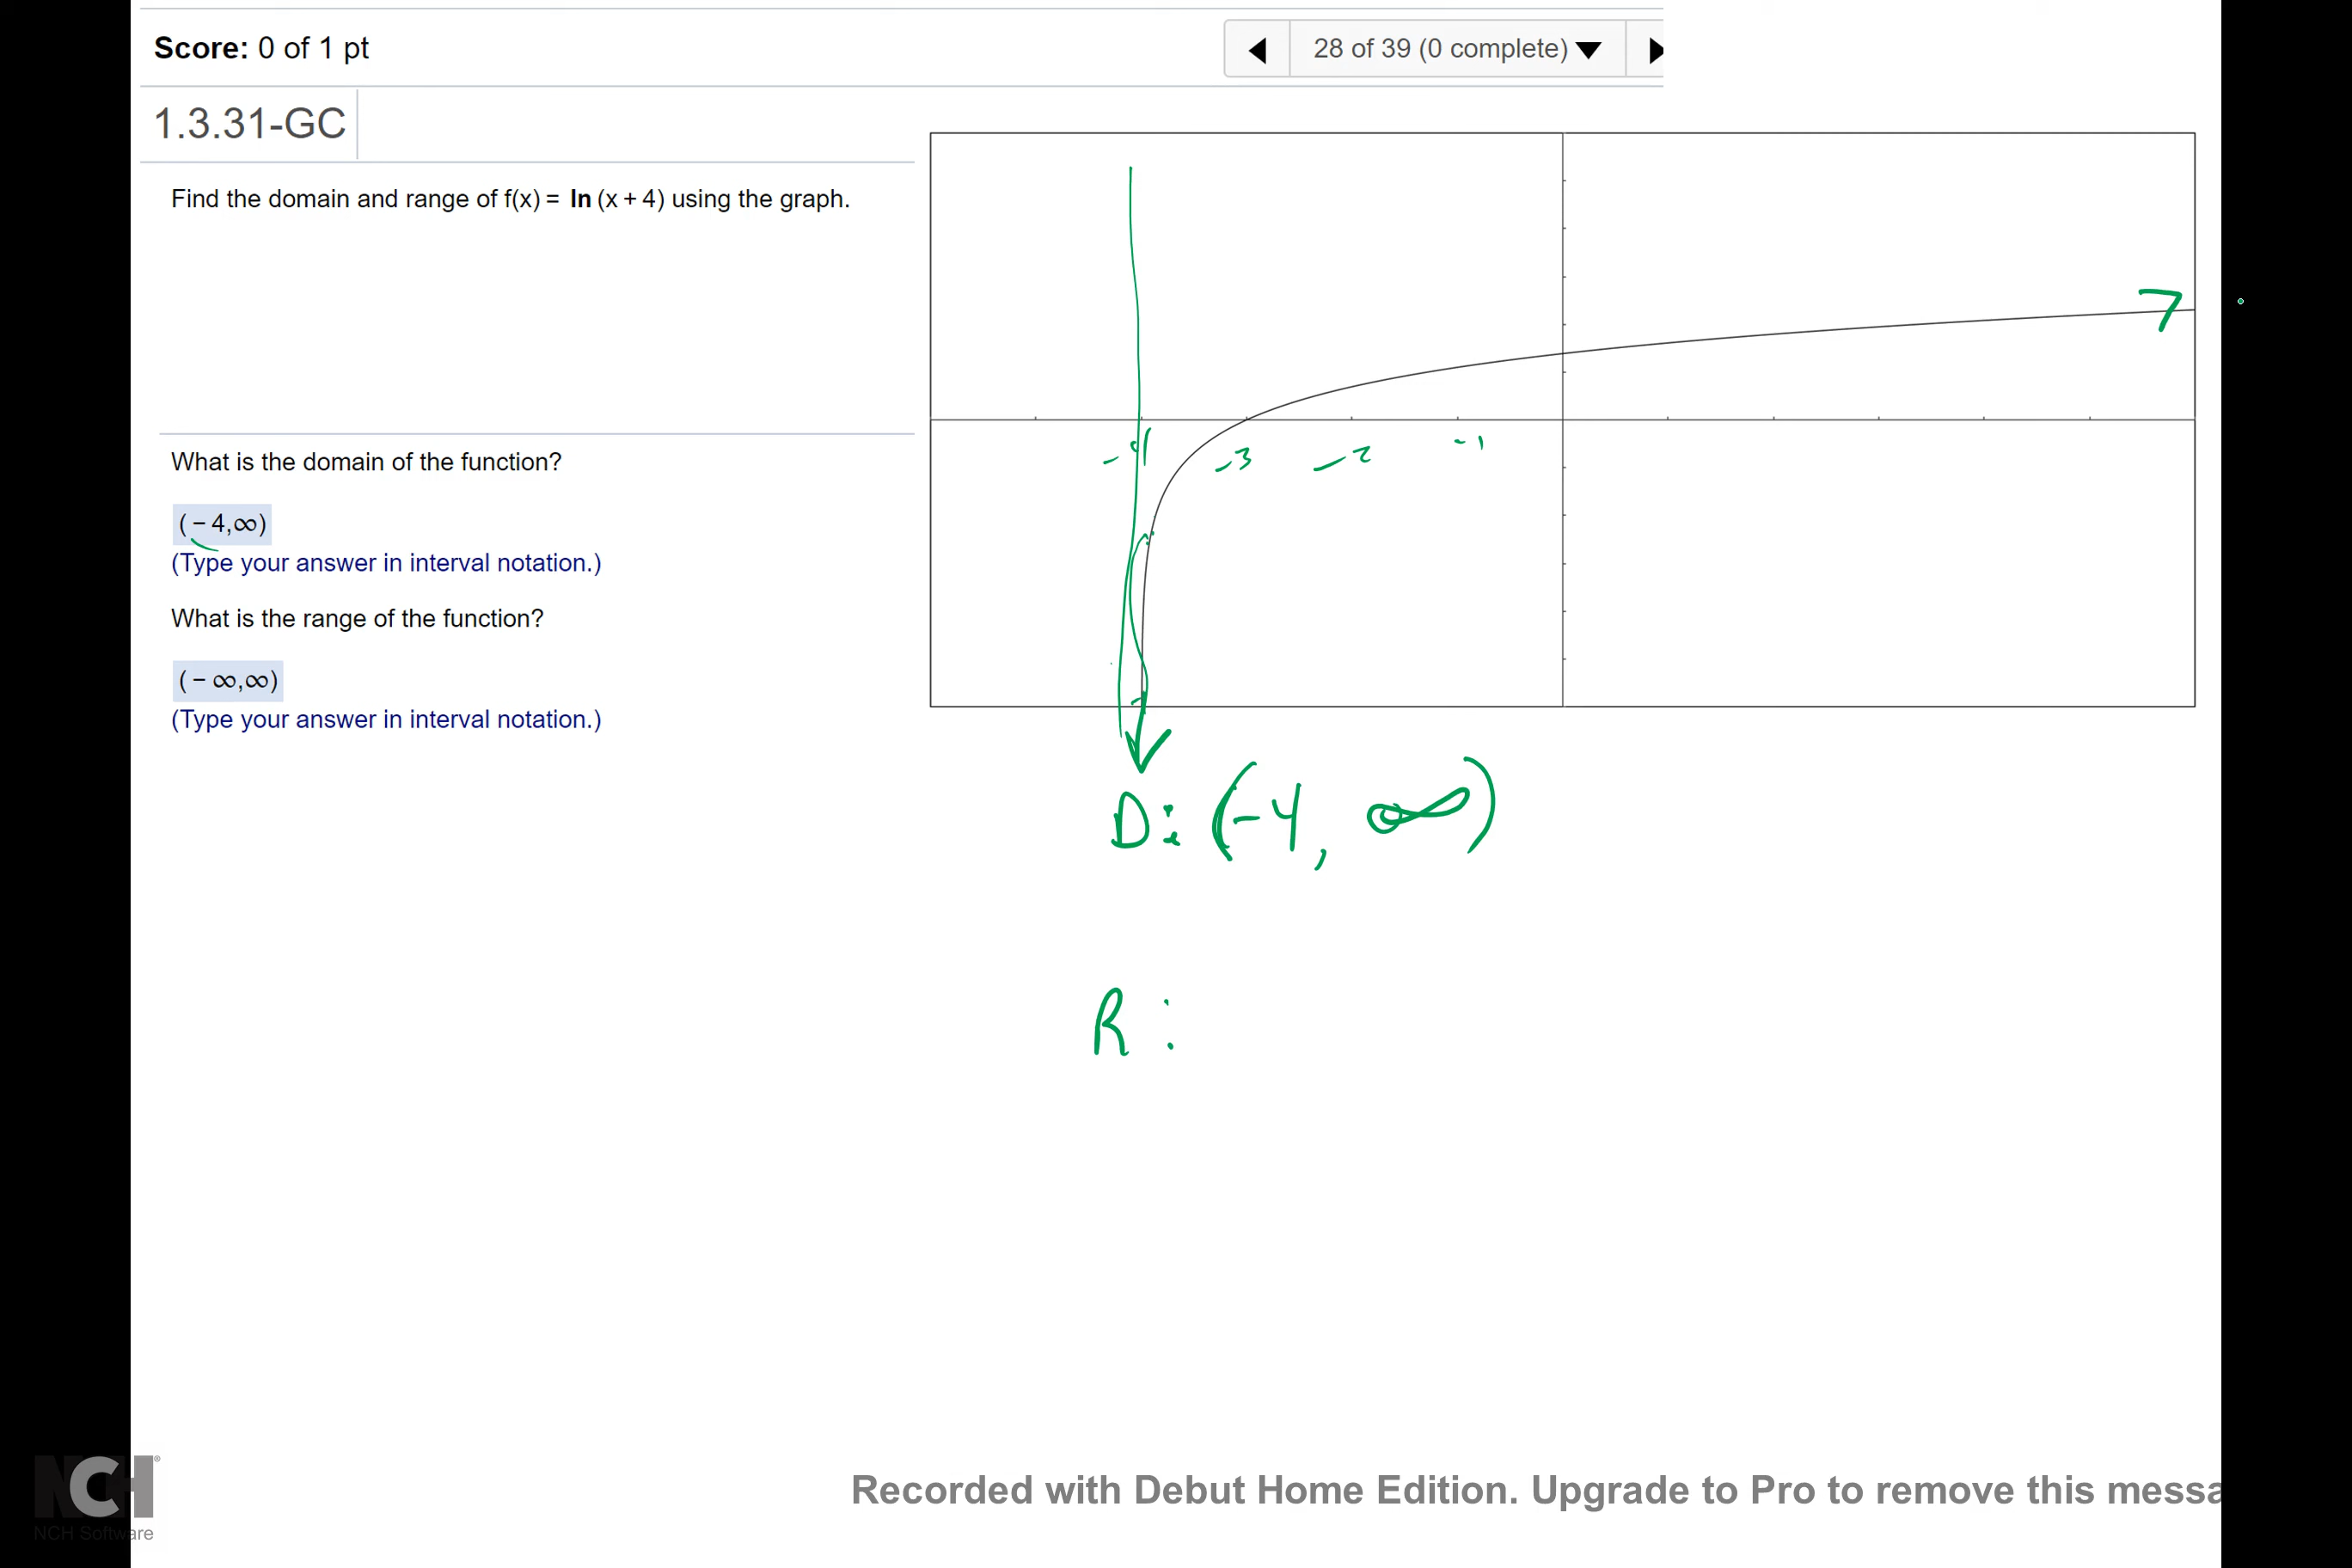 Score: 0 of 1 pt
28 of 39 (0 complete)
1.3.31-GC
Find the domain and range of f(x) = ln (x + 4) using the graph.
-4 -3 -2 -1
What is the domain of the function?
(− 4,∞)
(Type your answer in interval notation.)
What is the range of the function?
(− ∞,∞)
(Type your answer in interval notation.)
D: (-4, ∞)
R :
NCH®
NCH Software
Recorded with Debut Home Edition. Upgrade to Pro to remove this messa